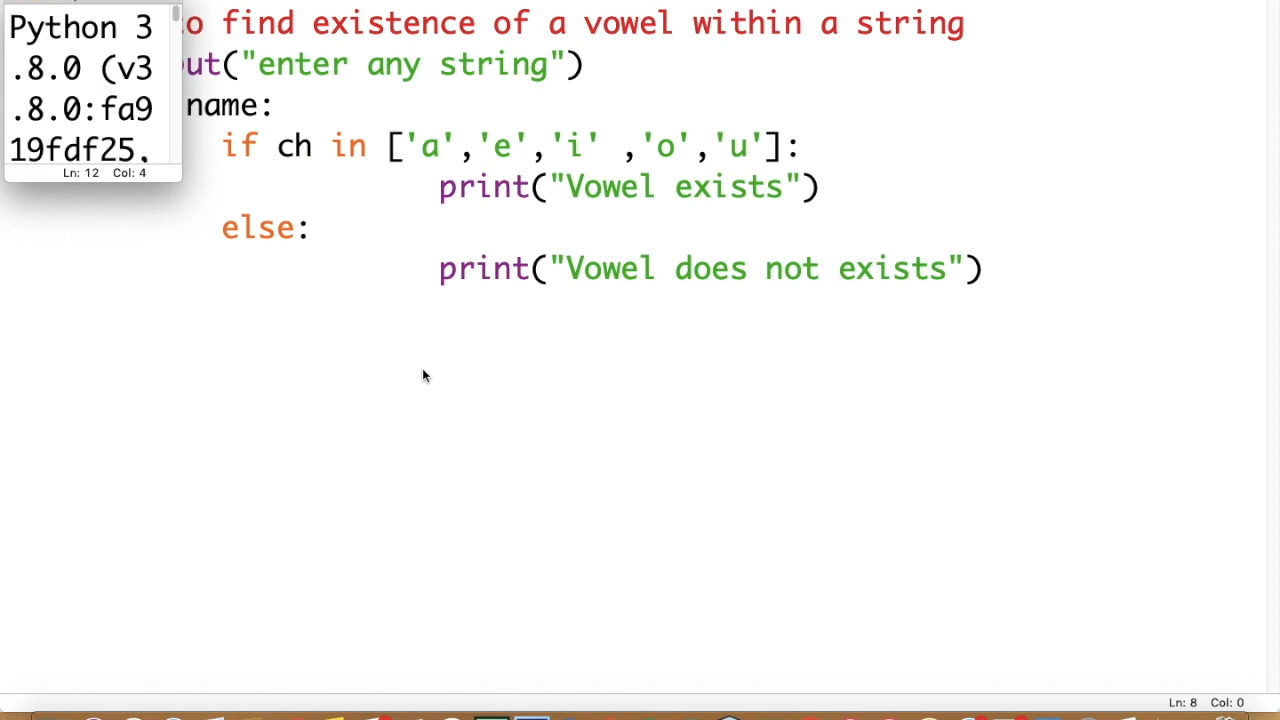 Python 3
.8.0 (v3
.8.0:fa9
19fdf25,
Ln: 12 Col: 4
to find existence of a vowel within a string
put("enter any string")
name:
if ch in ['a','e','i' ,'o','u']:
print("Vowel exists")
else:
print("Vowel does not exists")
Ln: 8 Col: 0